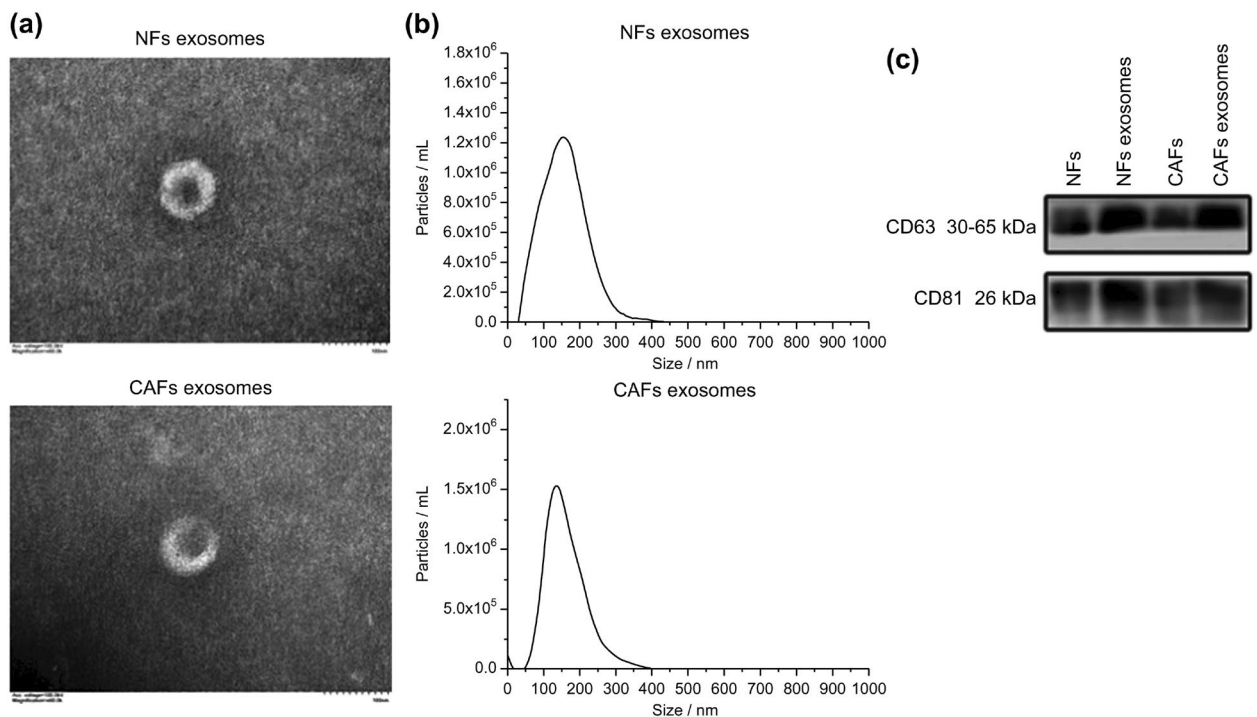 (a)
NFs exosomes
CAFs exosomes
(b)
NFs exosomes
1.8x10⁶
1.6x10⁶
1.4x10⁶
1.2x10⁶
1.0x10⁶
8.0x10⁵
6.0x10⁵
4.0x10⁵
2.0x10⁵
0.0
Particles / mL
0 100 200 300 400 500 600 700 800 900 1000
Size / nm
CAFs exosomes
2.0x10⁶
1.5x10⁶
1.0x10⁶
5.0x10⁵
0.0
Particles / mL
0 100 200 300 400 500 600 700 800 900 1000
Size / nm
(c)
NFs
NFs exosomes
CAFs
CAFs exosomes
CD63 30-65 kDa
CD81 26 kDa